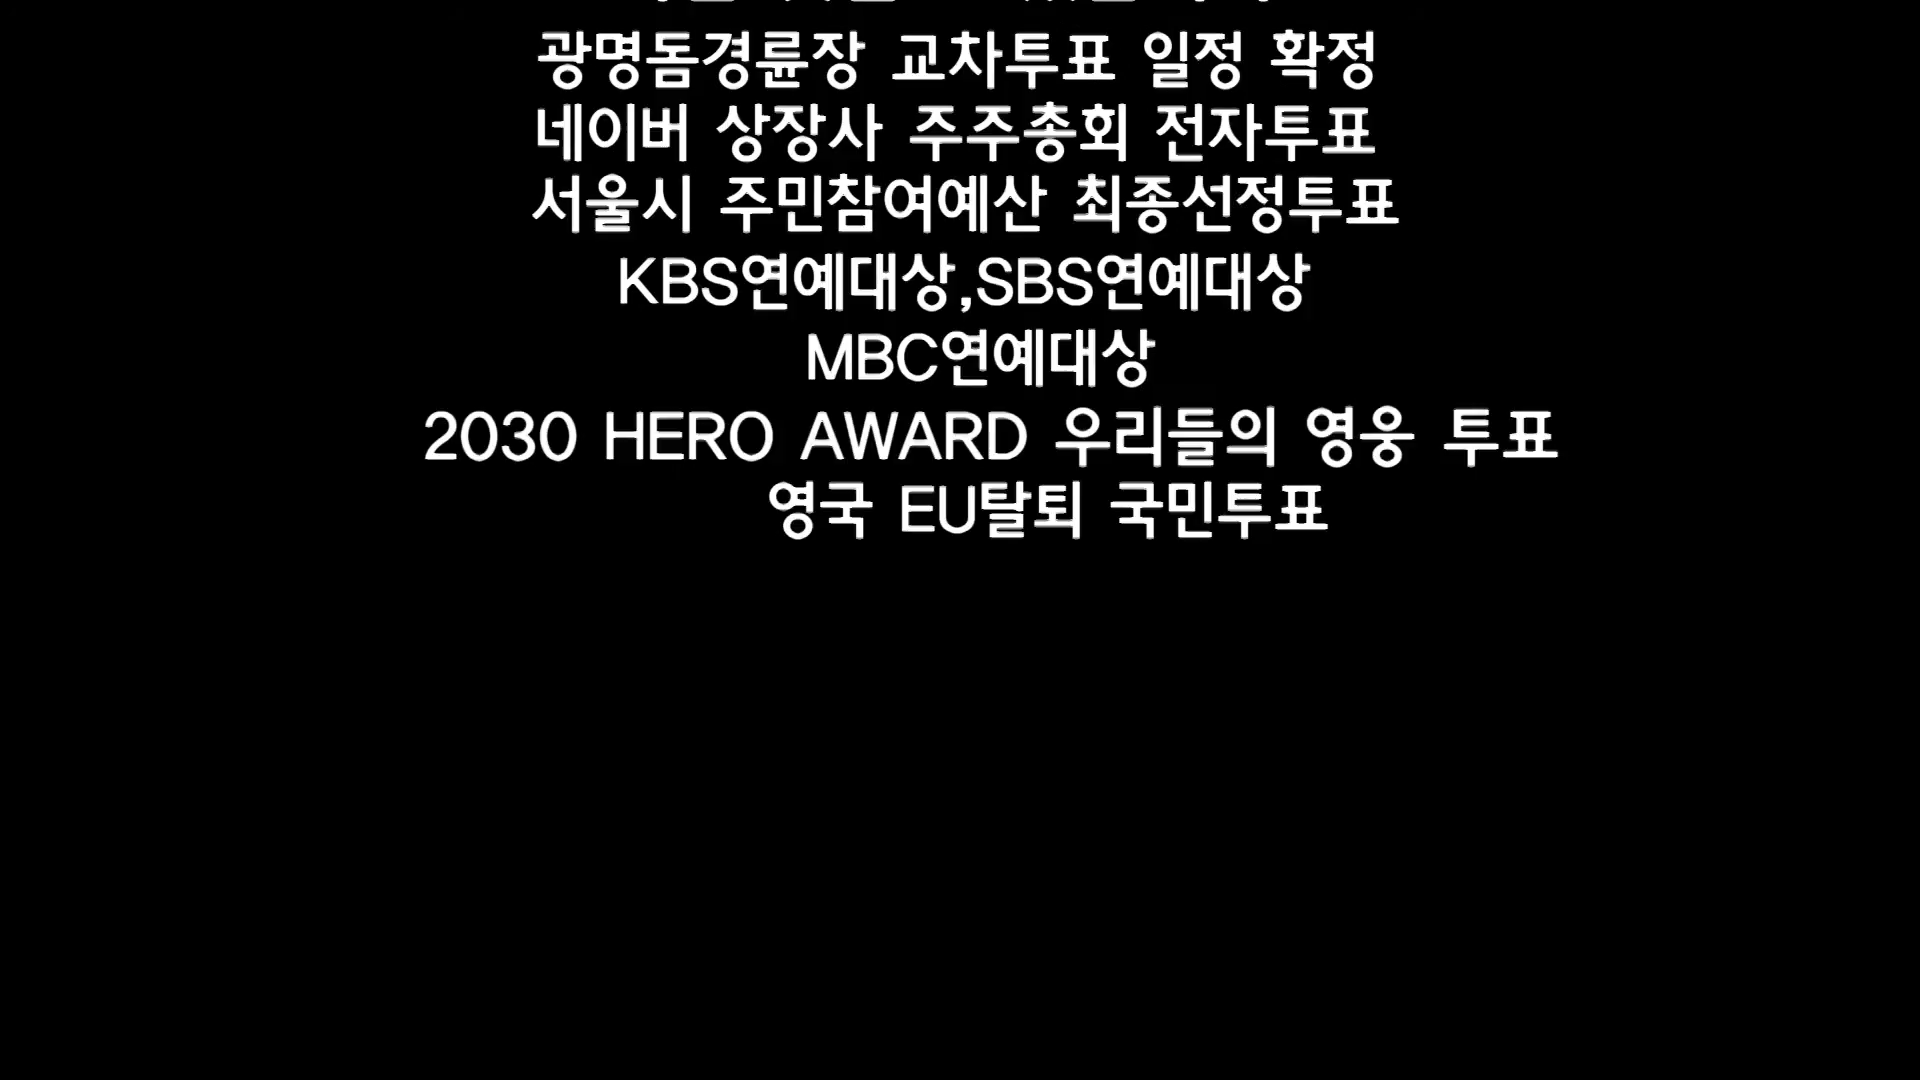 광명돔경륜장 교차투표 일정 확정
네이버 상장사 주주총회 전자투표
서울시 주민참여예산 최종선정투표
KBS연예대상,SBS연예대상
MBC연예대상
2030 HERO AWARD 우리들의 영웅 투표
영국 EU탈퇴 국민투표